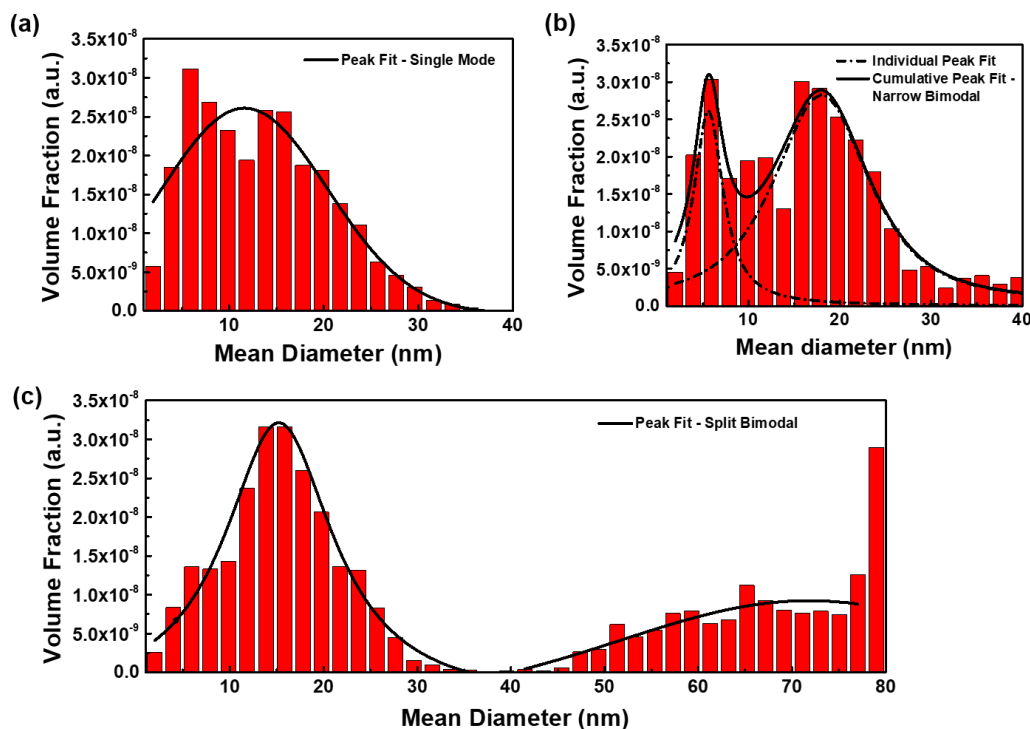 (a)
Volume Fraction (a.u.)
3.5x10-8
3.0x10-8
2.5x10-8
2.0x10-8
1.5x10-8
1.0x10-8
5.0x10-9
0.0
Peak Fit - Single Mode
10 20 30 40
Mean Diameter (nm)
(b)
Volume Fraction (a.u.)
3.5x10-8
3.0x10-8
2.5x10-8
2.0x10-8
1.5x10-8
1.0x10-8
5.0x10-9
0.0
Individual Peak Fit
Cumulative Peak Fit -
Narrow Bimodal
10 20 30 40
Mean diameter (nm)
(c)
Volume Fraction (a.u.)
3.5x10-8
3.0x10-8
2.5x10-8
2.0x10-8
1.5x10-8
1.0x10-8
5.0x10-9
0.0
Peak Fit - Split Bimodal
10 20 30 40 50 60 70 80
Mean Diameter (nm)